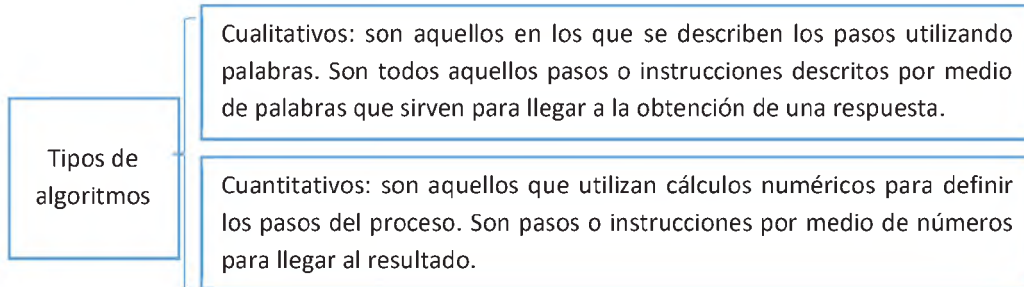 Tipos de
algoritmos
Cualitativos: son aquellos en los que se describen los pasos utilizando
palabras. Son todos aquellos pasos o instrucciones descritos por medio
de palabras que sirven para llegar a la obtención de una respuesta.
Cuantitativos: son aquellos que utilizan cálculos numéricos para definir
los pasos del proceso. Son pasos o instrucciones por medio de números
para llegar al resultado.